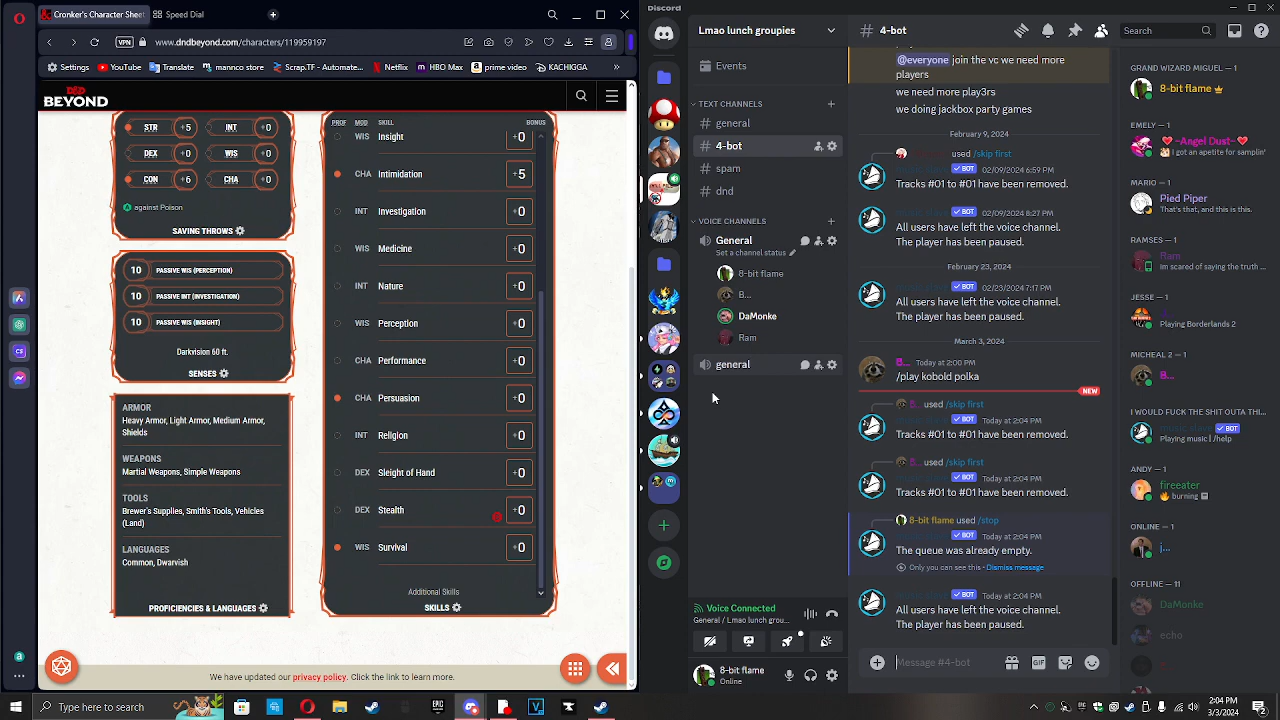 Cronker's Character Sheet
Speed Dial
VPN
www.dndbeyond.com/characters/119959197
Settings
YouTube
Translate
manco store
Scrap.TF - Automate...
Netflix
HBO Max
prime video
KACHIGGA
»
D&D
BEYOND
STR +5 INT +0
DEX +0 WIS +0
CON +6 CHA +0
against Poison
SAVING THROWS
10 PASSIVE WIS (PERCEPTION)
10 PASSIVE INT (INVESTIGATION)
10 PASSIVE WIS (INSIGHT)
Darkvision 60 ft.
SENSES
ARMOR
Heavy Armor, Light Armor, Medium Armor,
Shields
WEAPONS
Martial Weapons, Simple Weapons
TOOLS
Brewer's Supplies, Smith's Tools, Vehicles
(Land)
LANGUAGES
Common, Dwarvish
PROFICIENCIES & LANGUAGES
PROF MOD SKILL BONUS
WIS Insight +0
CHA Intimidation +5
INT Investigation +0
WIS Medicine +0
INT Nature +0
WIS Perception +0
CHA Performance +0
CHA Persuasion +0
INT Religion +0
DEX Sleight of Hand +0
DEX Stealth +0
WIS Survival +0
Additional Skills
SKILLS
We have updated our privacy policy. Click the link to learn more.
Discord
Lmao lunch groupies
Events
TEXT CHANNELS
# general
# 4-bot
# spam
# dnd
VOICE CHANNELS
General
Set a channel status
8-bit flame
B...
DaMonke
Ram
general
Voice Connected
General / Lmao lunch grou...
8-bit flame
Online
# 4-bot
Search
@everyone join the vc we need more
players
we need more play3rs
we doing jackbox party games
February 9, 2024
used /skip first
BOT 02/09/2024 6:59 PM
Tracks #01 to #01 have been removed.
BOT 02/09/2024 8:27 PM
All users have left the voice channel.
The player has been paused.
February 23, 2024
BOT 02/23/2024 7:17 PM
All users have left the voice channel.
The player has been paused.
March 3, 2024
B... Today at 2:00 PM
/play kobold polka
NEW
B... used /skip first
BOT Today at 2:04 PM
Tracks #01 to #01 have been removed.
B... used /skip first
BOT Today at 2:04 PM
Tracks #01 to #01 have been removed.
8-bit flame used /stop
BOT Today at 2:04 PM
The queue was already empty.
Only you can see this • Dismiss message
BOT Today at 2:04 PM
All users have left the voice channel.
The player has been paused.
Message #4-bot
GIF
GRAND WIZARD MIGUEL — 1
8-bit flame
EMELY — 1
~Angel Dust~
I got an apetite for samplin'
MARIO — 1
Pied Piper
That's that, and this is this.
RAMSES — 1
Ram
Im scared of saying the truth ...
JESSE — 1
Playing Borderlands 2
MICHEAL 2 — 1
B...
I WOULD FUCK THE SHIT OUTA THI...
music slave BOT
Playing music | /help
ANDY — 1
fireeater
burning
ONLINE — 1
j...
OFFLINE — 11
DaMonke
echo
Type here to search
EPIC
2:04 PM
3/3/2024